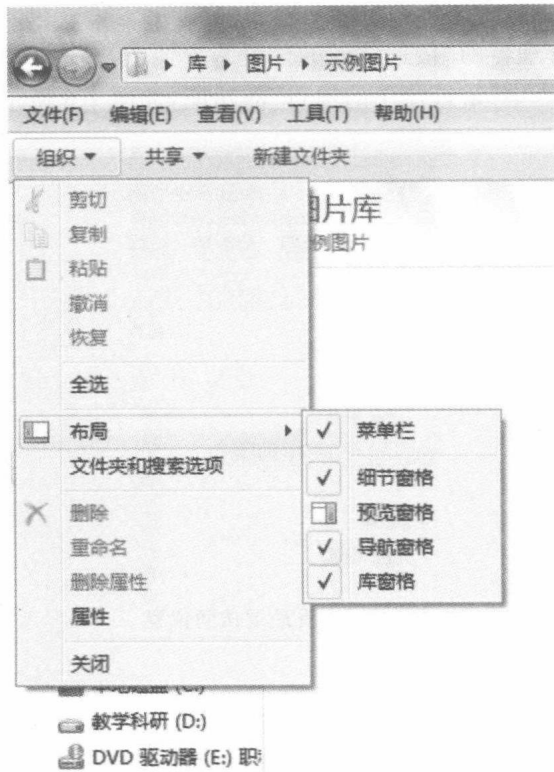 库 图片 示例图片
文件(F) 编辑(E) 查看(V) 工具(T) 帮助(H)
组织 共享 新建文件夹
剪切
复制
粘贴
撤消
恢复
全选
布局
文件夹和搜索选项
删除
重命名
删除属性
属性
关闭
图片库
例图片
菜单栏
细节窗格
预览窗格
导航窗格
库窗格
教学科研 (D:)
DVD 驱动器 (E:) 职